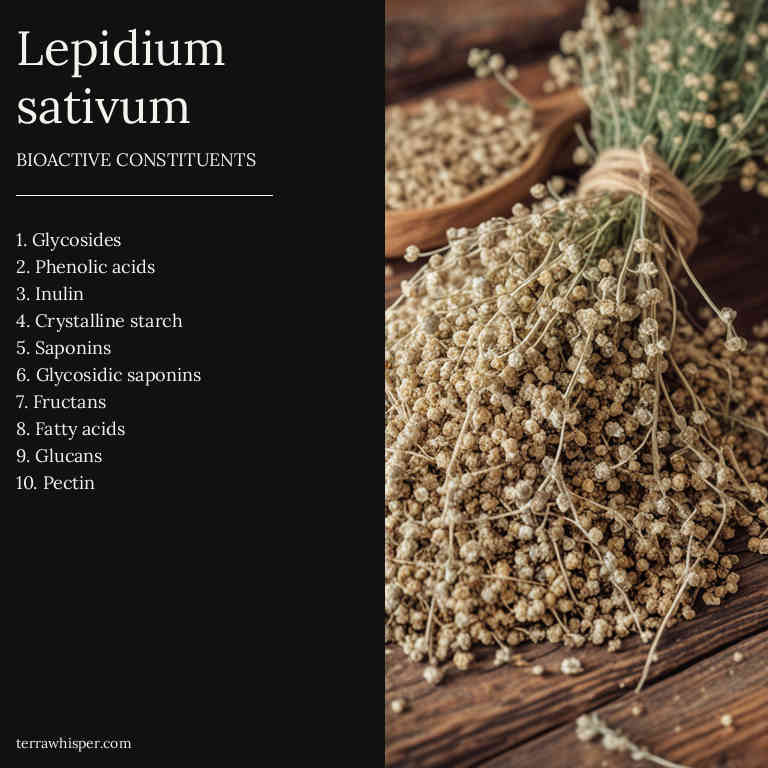 Lepidium
sativum
BIOACTIVE CONSTITUENTS
1. Glycosides
2. Phenolic acids
3. Inulin
4. Crystalline starch
5. Saponins
6. Glycosidic saponins
7. Fructans
8. Fatty acids
9. Glucans
10. Pectin
terrawhisper.com